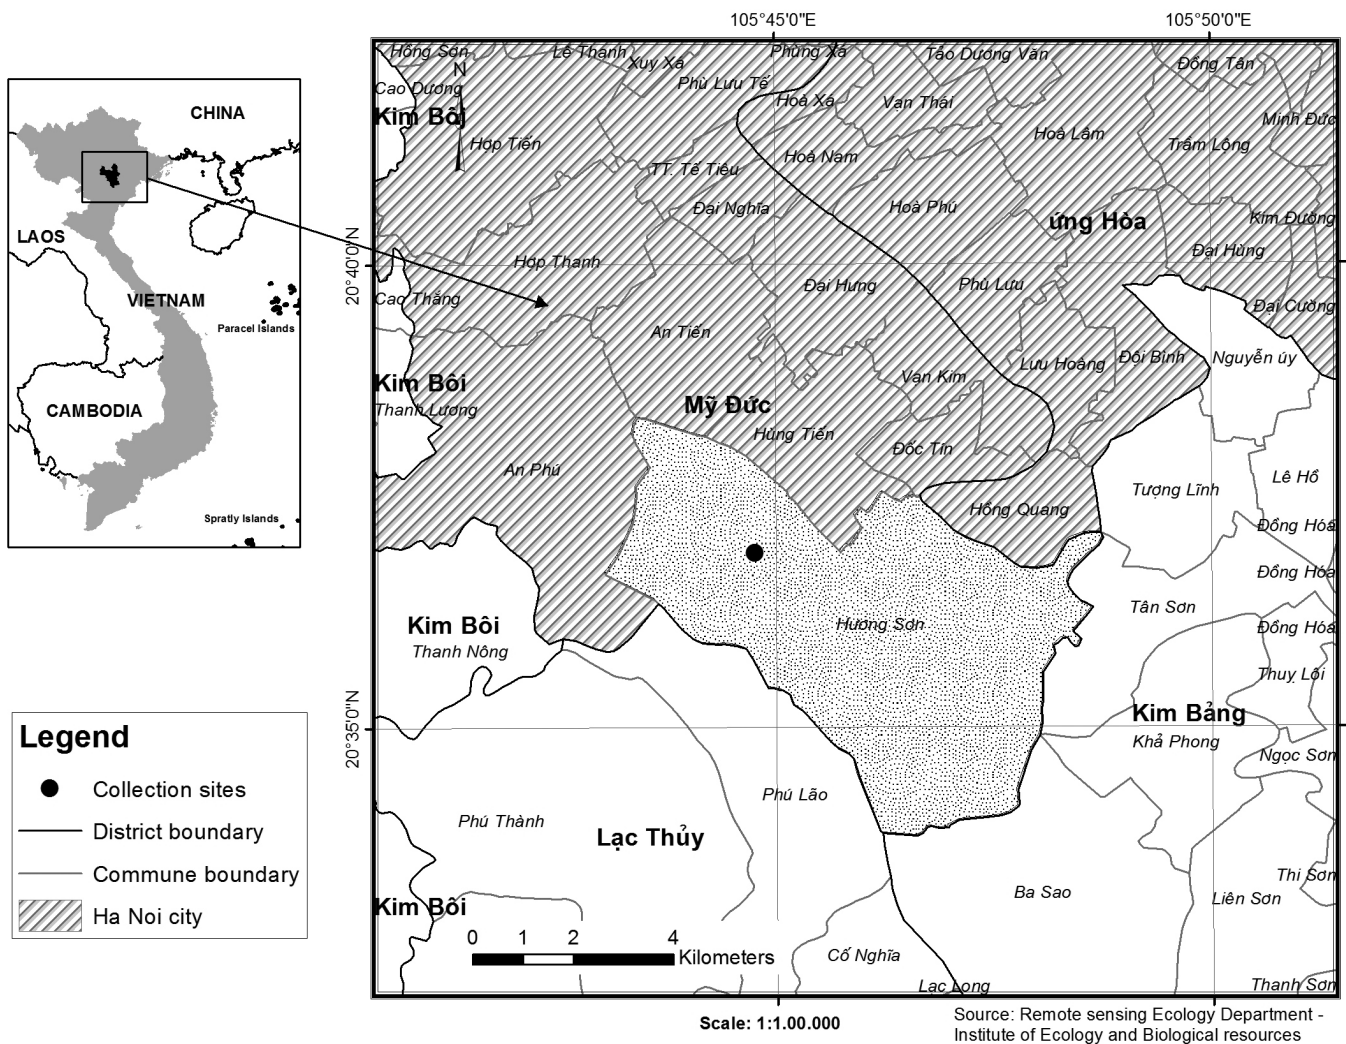 105°45'0"E
105°50'0"E
CHINA
LAOS
VIETNAM
Paracel Islands
CAMBODIA
Spratly Islands
20°40'0"N
20°35'0"N
N
Hồng Sơn
Lê Thanh
Xuy Xá
Phùng Xá
Tảo Dương Văn
Đồng Tân
Cao Dương
Phù Lưu Tế
Hoà Xá
Vạn Thái
Kim Bôi
Hoà Lâm
Minh Đức
Hợp Tiến
Trầm Lộng
Hoà Nam
TT. Tế Tiêu
Đại Nghĩa
Hoà Phú
ứng Hòa
Kim Đường
Đại Hùng
Hợp Thanh
Cao Thắng
Đại Hưng
Phù Lưu
Đại Cường
An Tiến
Lưu Hoàng
Đội Bình
Nguyễn úy
Vạn Kim
Kim Bôi
Thanh Lương
Mỹ Đức
Hùng Tiến
An Phú
Đốc Tín
Lê Hồ
Tượng Lĩnh
Hồng Quang
Đồng Hóa
Đồng Hóa
Tân Sơn
Hương Sơn
Đồng Hóa
Kim Bôi
Thanh Nông
Thuỵ Lôi
Kim Bảng
Khả Phong
Ngọc Sơn
Phú Lão
Phú Thành
Lạc Thủy
Thi Sơn
Ba Sao
Liên Sơn
Kim Bôi
Cố Nghĩa
Lạc Long
Thanh Sơn
0 1 2 4
Kilometers
Legend
Collection sites
District boundary
Commune boundary
Ha Noi city
Scale: 1:1.00.000
Source: Remote sensing Ecology Department -
Institute of Ecology and Biological resources